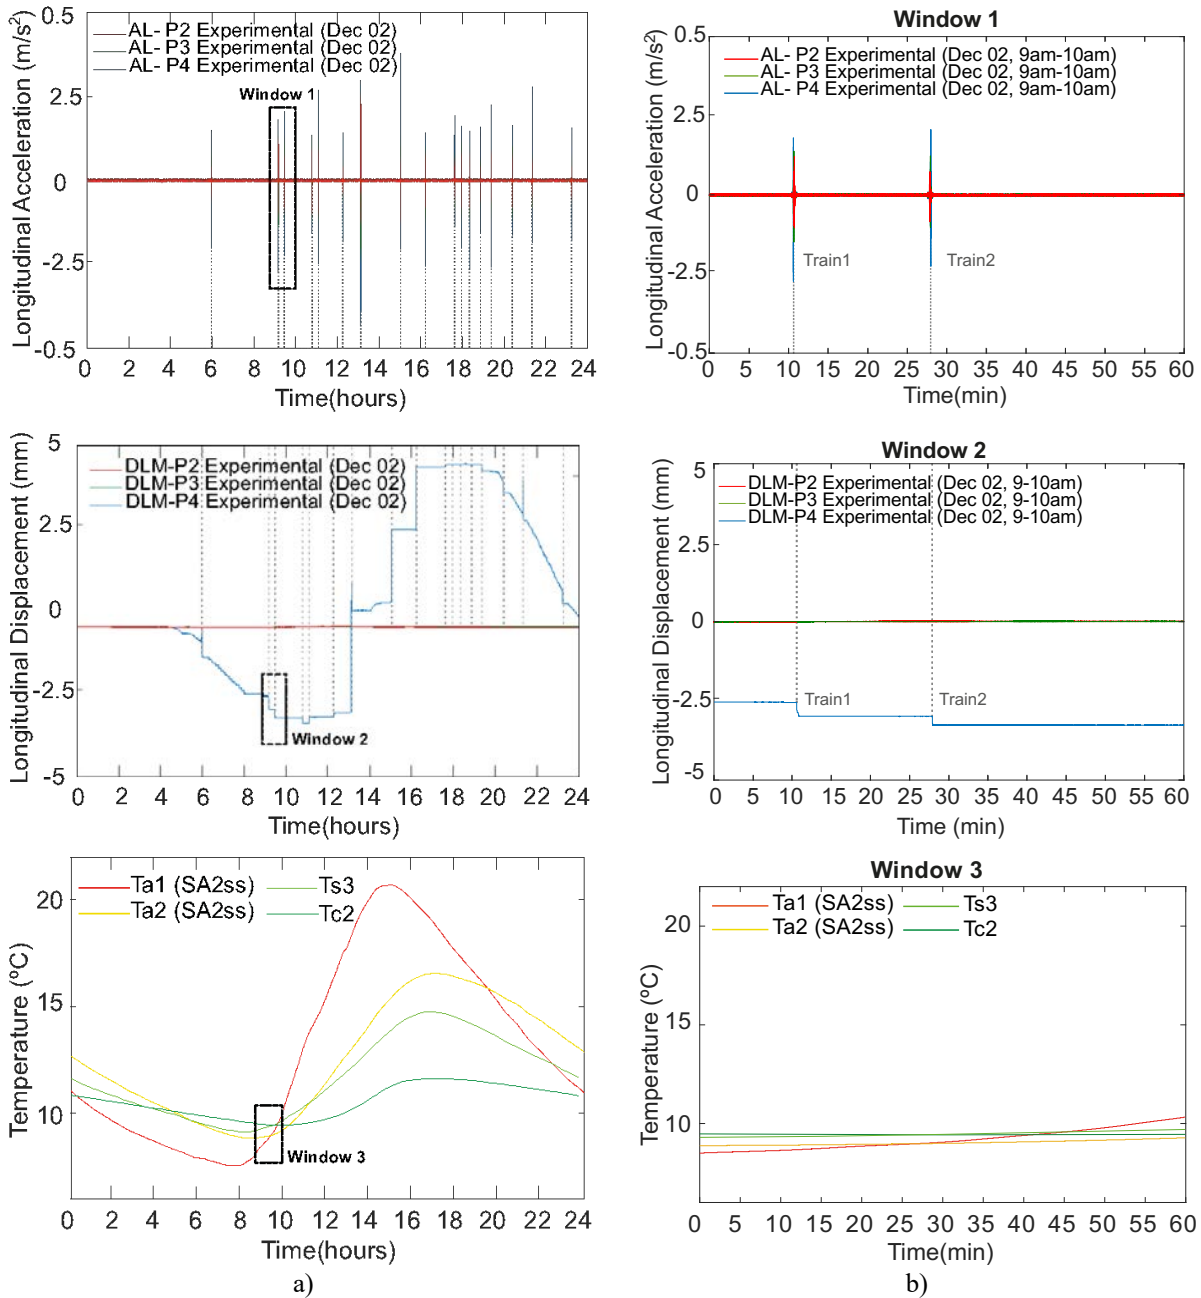 0.5
2.5
0
-2.5
-0.5
Longitudinal Acceleration (m/s²)
AL- P2 Experimental (Dec 02)
AL- P3 Experimental (Dec 02)
AL- P4 Experimental (Dec 02)
Window 1
0 2 4 6 8 10 12 14 16 18 20 22 24
Time(hours)
Window 1
0.5
2.5
0
-2.5
-0.5
Longitudinal Acceleration (m/s²)
AL- P2 Experimental (Dec 02, 9am-10am)
AL- P3 Experimental (Dec 02, 9am-10am)
AL- P4 Experimental (Dec 02, 9am-10am)
Train1
Train2
0 5 10 15 20 25 30 35 40 45 50 55 60
Time(min)
5
2.5
0
-2.5
-5
Longitudinal Displacement (mm)
DLM-P2 Experimental (Dec 02)
DLM-P3 Experimental (Dec 02)
DLM-P4 Experimental (Dec 02)
Window 2
0 2 4 6 8 10 12 14 16 18 20 22 24
Time(hours)
Window 2
5
2.5
0
-2.5
-5
Longitudinal Displacement (mm)
DLM-P2 Experimental (Dec 02, 9-10am)
DLM-P3 Experimental (Dec 02, 9-10am)
DLM-P4 Experimental (Dec 02, 9-10am)
Train1
Train2
0 5 10 15 20 25 30 35 40 45 50 55 60
Time (min)
20
15
10
Temperature (ºC)
Ta1 (SA2ss)
Ts3
Ta2 (SA2ss)
Tc2
Window 3
0 2 4 6 8 10 12 14 16 18 20 22 24
Time(hours)
a)
Window 3
20
15
10
Temperature (ºC)
Ta1 (SA2ss)
Ts3
Ta2 (SA2ss)
Tc2
0 5 10 15 20 25 30 35 40 45 50 55 60
Time(min)
b)